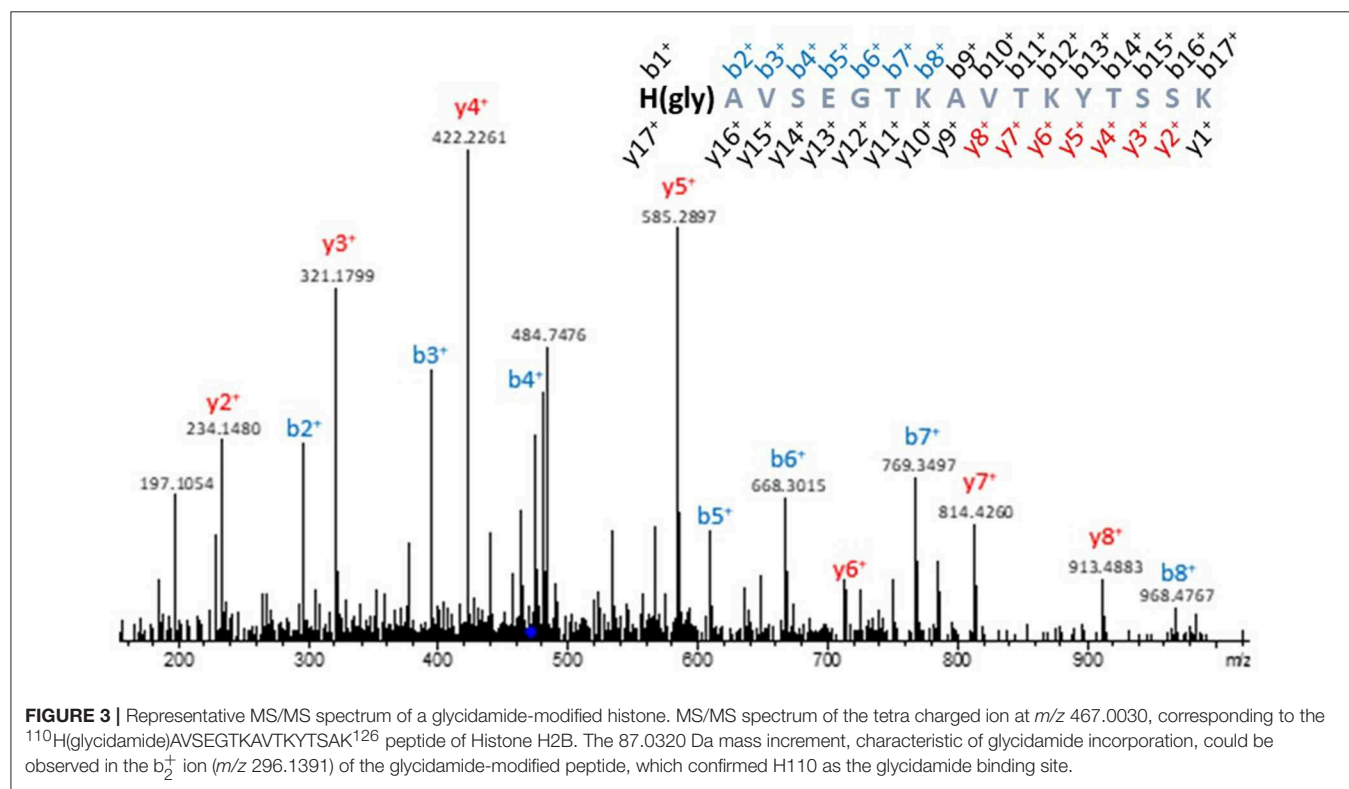 b1⁺ b2⁺ b3⁺ b4⁺ b5⁺ b6⁺ b7⁺ b8⁺ b9⁺ b10⁺ b11⁺ b12⁺ b13⁺ b14⁺ b15⁺ b16⁺ b17⁺
H(gly) A V S E G T K A V T K Y T S S K
y17⁺ y16⁺ y15⁺ y14⁺ y13⁺ y12⁺ y11⁺ y10⁺ y9⁺ y8⁺ y7⁺ y6⁺ y5⁺ y4⁺ y3⁺ y2⁺ y1⁺
y4⁺
422.2261
y5⁺
585.2897
y3⁺
321.1799
484.7476
b3⁺
b4⁺
y2⁺
234.1480
b2⁺
197.1054
b5⁺
b6⁺
668.3015
y6⁺
b7⁺
769.3497
y7⁺
814.4260
y8⁺
913.4883
b8⁺
968.4767
200 300 400 500 600 700 800 900 m/z
FIGURE 3 | Representative MS/MS spectrum of a glycidamide-modified histone. MS/MS spectrum of the tetra charged ion at m/z 467.0030, corresponding to the
¹¹⁰H(glycidamide)AVSEGTKAVTKYTSAK¹²⁶ peptide of Histone H2B. The 87.0320 Da mass increment, characteristic of glycidamide incorporation, could be
observed in the b₂⁺ ion (m/z 296.1391) of the glycidamide-modified peptide, which confirmed H110 as the glycidamide binding site.